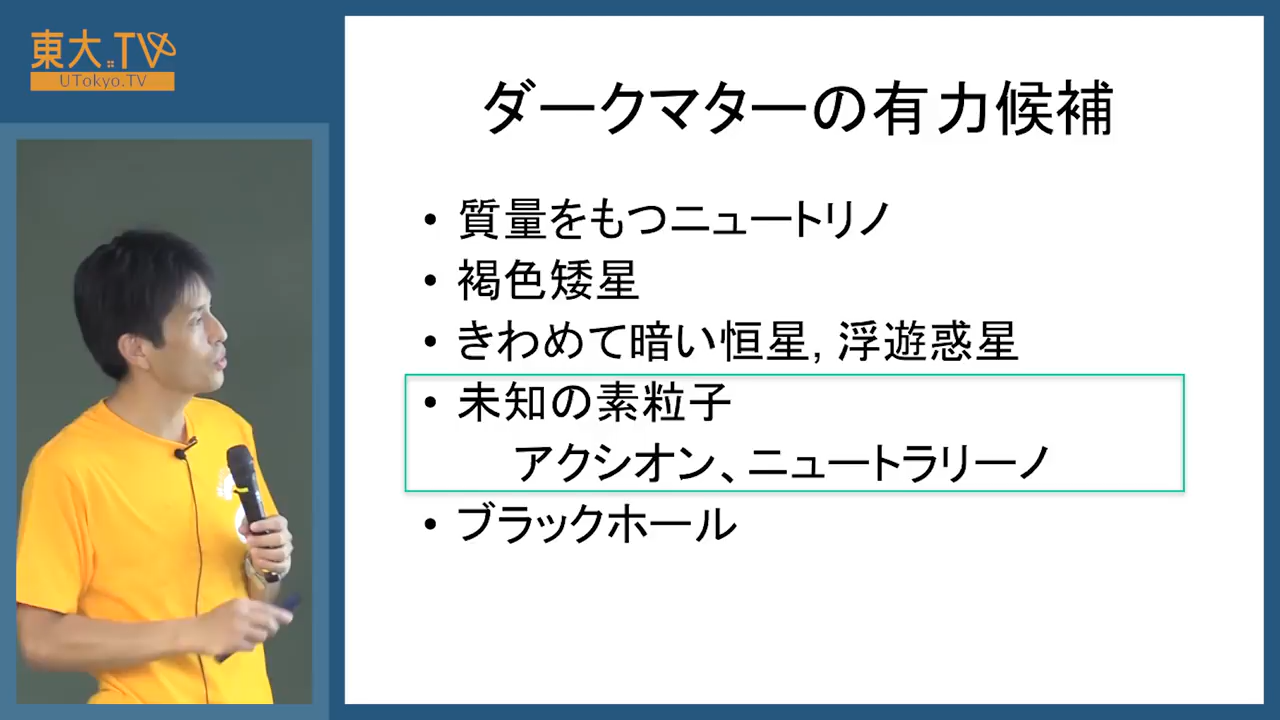 東大.TV
UTokyo.TV
ダークマターの有力候補
• 質量をもつニュートリノ
• 褐色矮星
• きわめて暗い恒星, 浮遊惑星
• 未知の素粒子
アクシオン、ニュートラリーノ
• ブラックホール